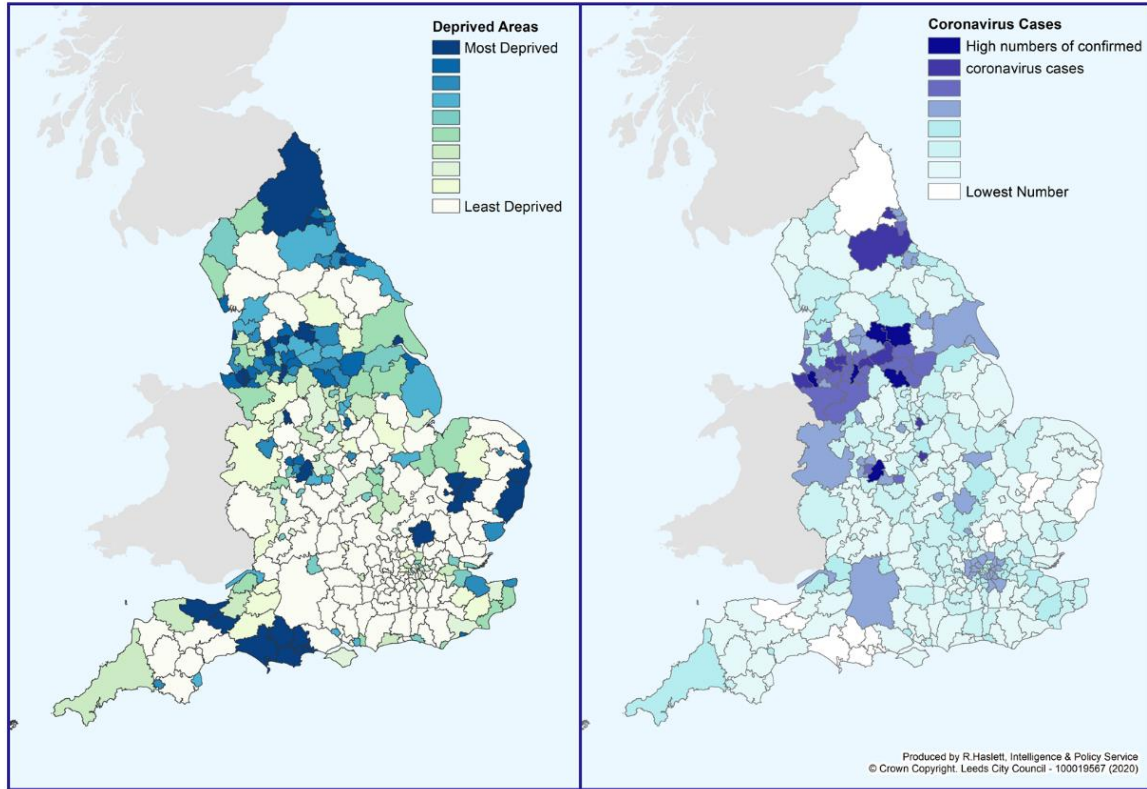 Deprived Areas
Most Deprived
Least Deprived
Coronavirus Cases
High numbers of confirmed
coronavirus cases
Lowest Number
Produced by R.Haslett, Intelligence & Policy Service
© Crown Copyright. Leeds City Council - 100019567 (2020)